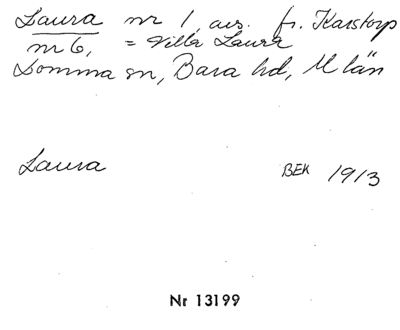 Laura nr 1, avs. fr. Karstorp
nr 6, = Villa Laura
Lomma sn, Bara hd, M län
Laura BEK 1913
Nr 13199